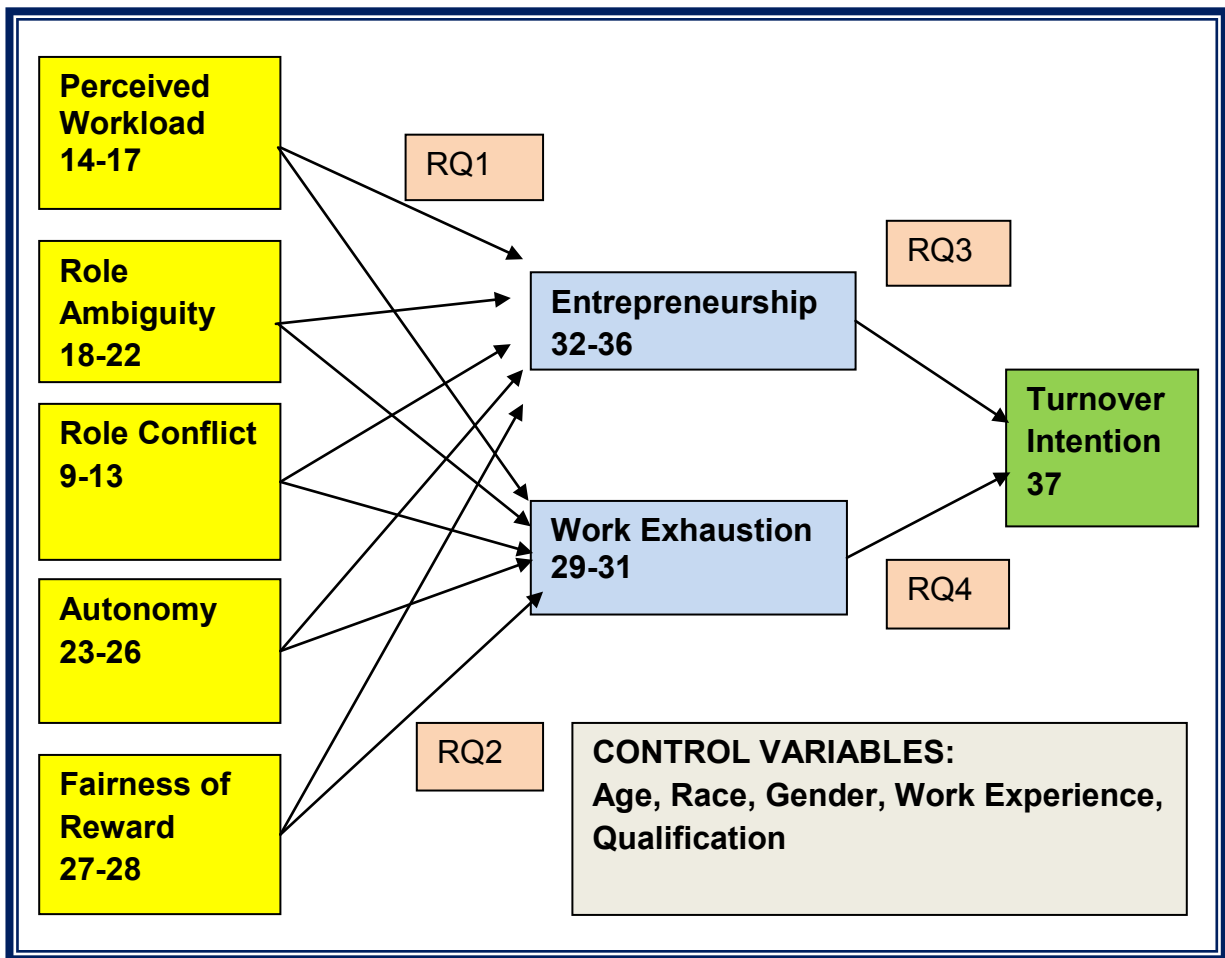 Perceived
Workload
14-17
RQ1
Role
Ambiguity
18-22
RQ3
Entrepreneurship
32-36
Role Conflict
9-13
Turnover
Intention
37
Work Exhaustion
29-31
RQ4
Autonomy
23-26
RQ2
CONTROL VARIABLES:
Age, Race, Gender, Work Experience,
Qualification
Fairness of
Reward
27-28